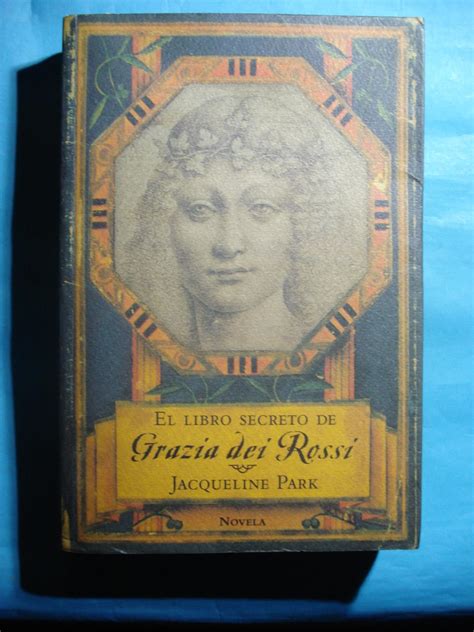 EL LIBRO SECRETO DE
Grazia dei Rossi
JACQUELINE PARK
NOVELA